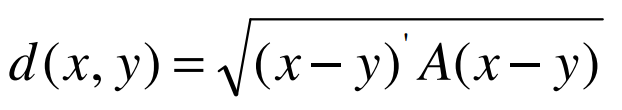 d(x, y) = √((x − y)' A(x − y))